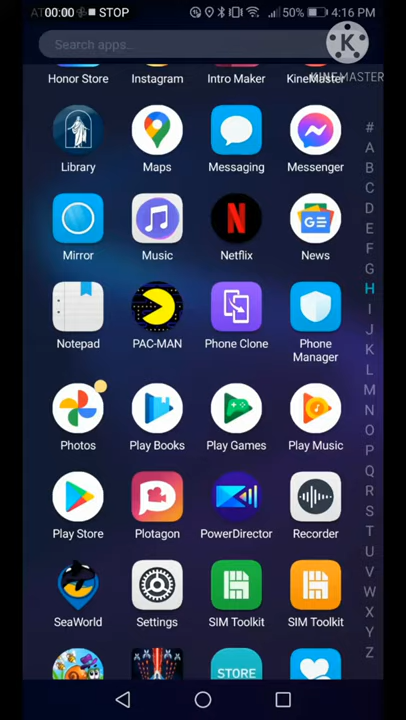 00:00 STOP 50% 4:16 PM
Search apps...
KINEMASTER
Honor Store Instagram Intro Maker KineMaster
Library Maps Messaging Messenger
Mirror Music Netflix News
Notepad PAC-MAN Phone Clone Phone Manager
Photos Play Books Play Games Play Music
Play Store Plotagon PowerDirector Recorder
SeaWorld Settings SIM Toolkit SIM Toolkit
STORE
#
A
B
C
D
E
F
G
H
I
J
K
L
M
N
O
P
Q
R
S
T
U
V
W
X
Y
Z